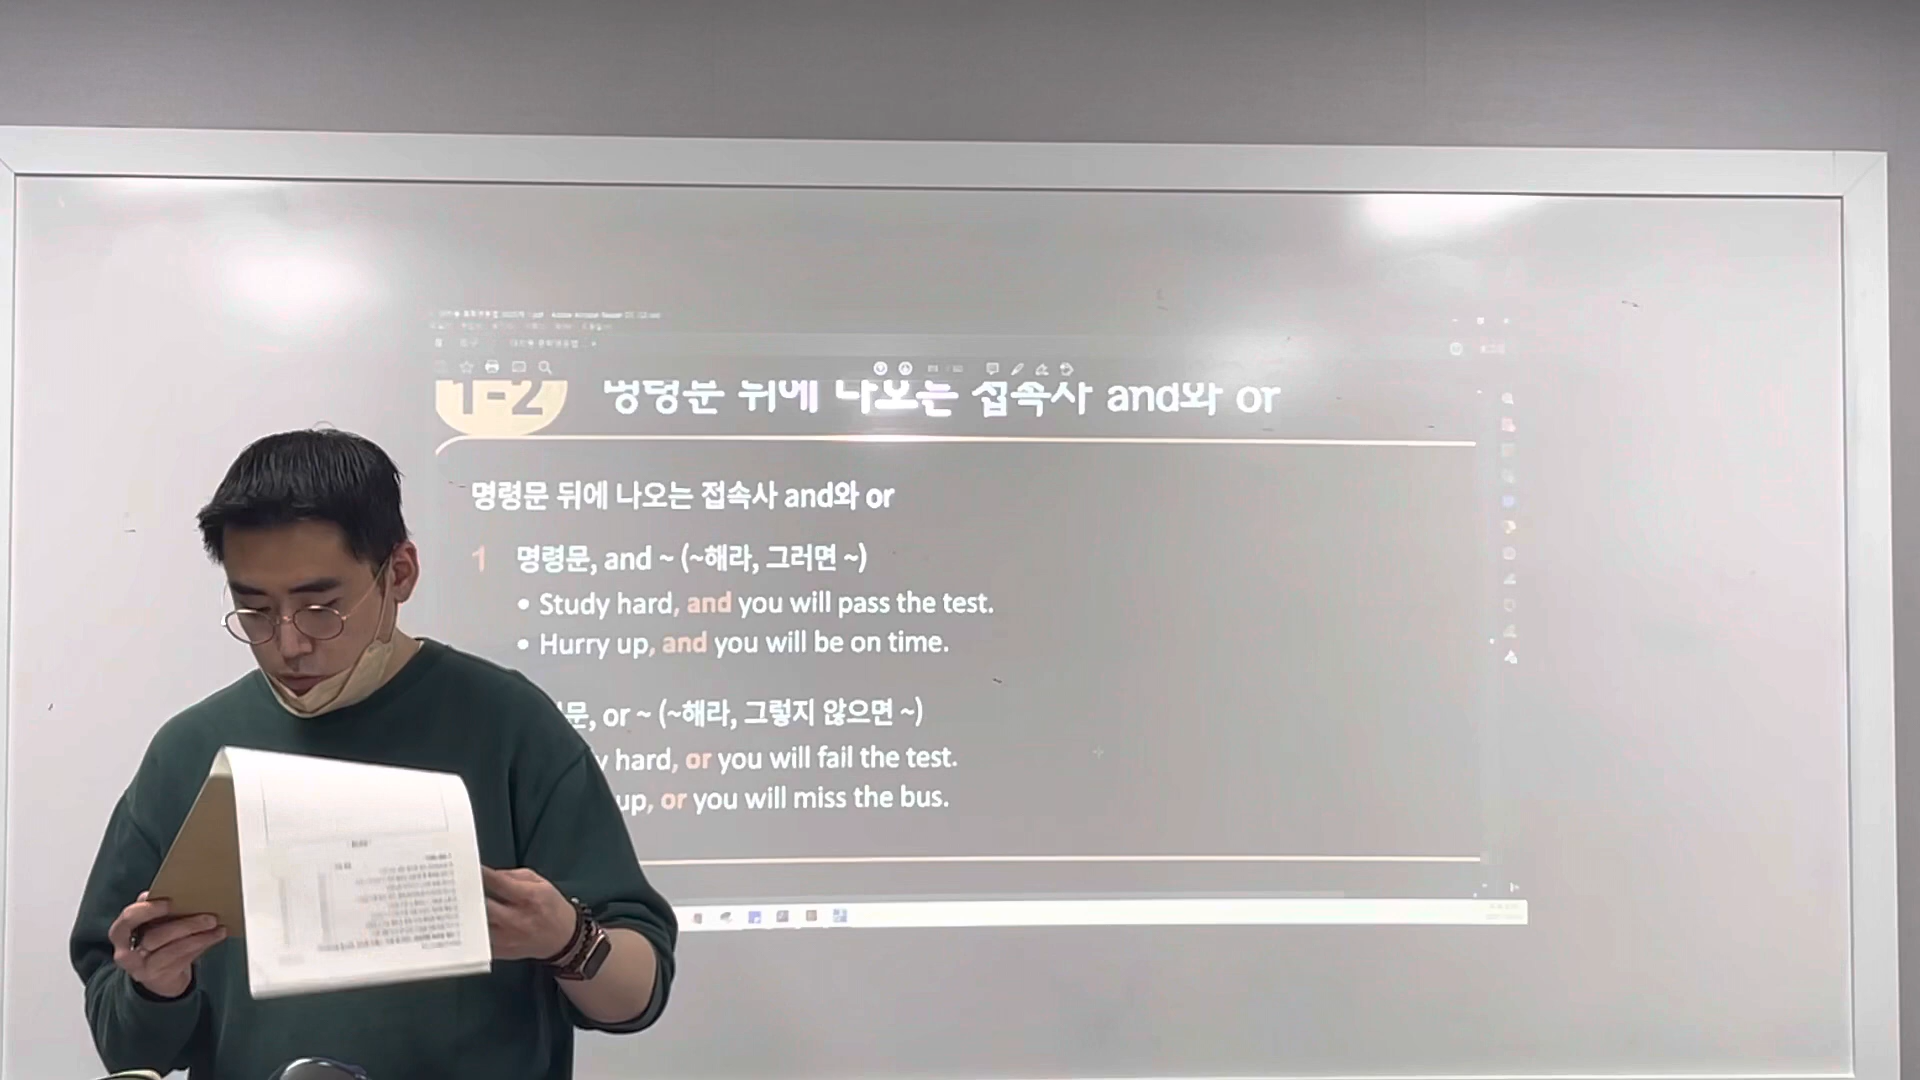 1-2 명령문 뒤에 나오는 접속사 and와 or
명령문 뒤에 나오는 접속사 and와 or
1 명령문, and ~ (~해라, 그러면 ~)
• Study hard, and you will pass the test.
• Hurry up, and you will be on time.
문, or ~ (~해라, 그렇지 않으면 ~)
hard, or you will fail the test.
up, or you will miss the bus.